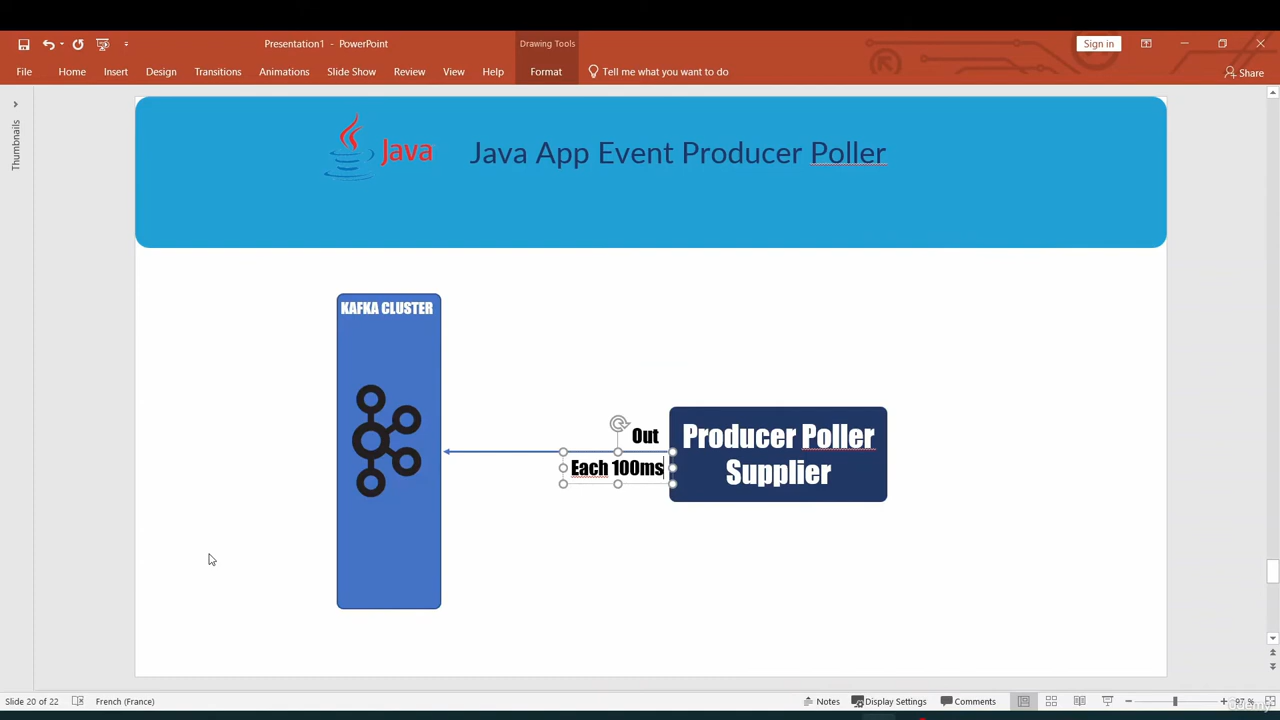 Presentation1 - PowerPoint
Drawing Tools
Sign in
File
Home
Insert
Design
Transitions
Animations
Slide Show
Review
View
Help
Format
Tell me what you want to do
Share
Thumbnails
Java
Java App Event Producer Poller
KAFKA CLUSTER
Out
Each 100ms
Producer Poller
Supplier
Slide 20 of 22
French (France)
Notes
Display Settings
Comments
97 %
udemy